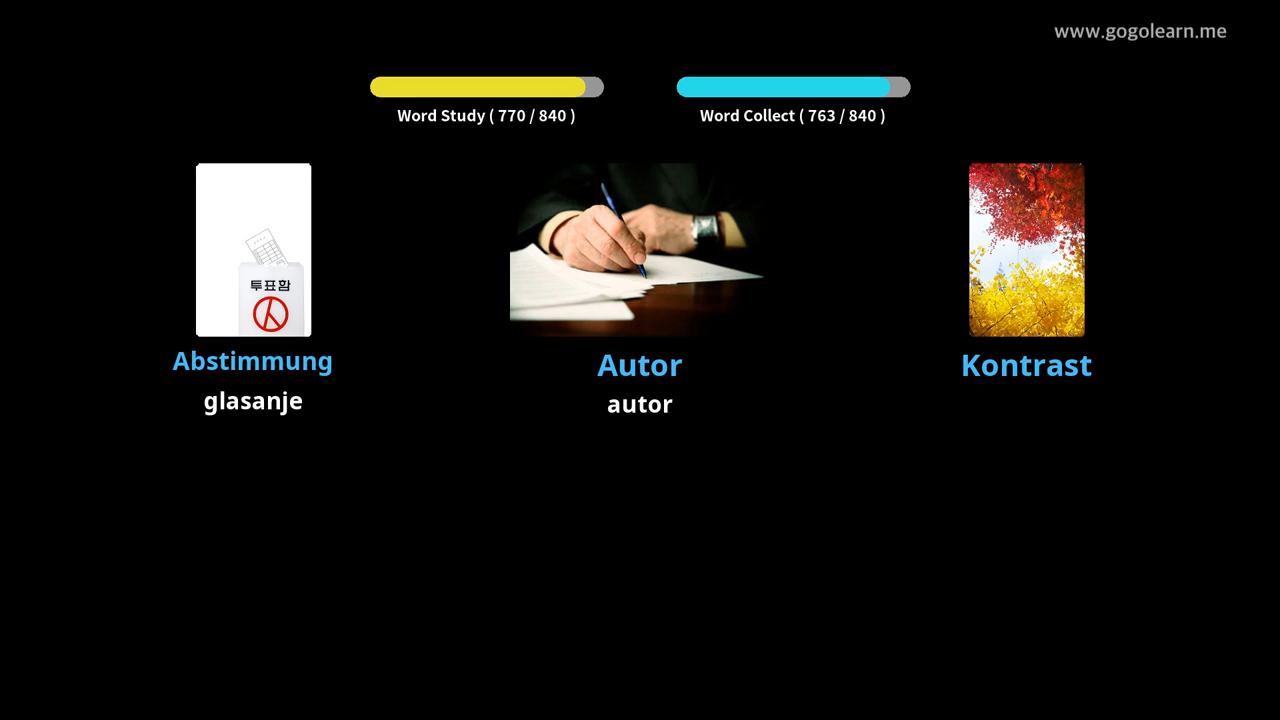 www.gogolearn.me
Word Study ( 770 / 840 )
Word Collect ( 763 / 840 )
투표함
Abstimmung
Autor
Kontrast
glasanje
autor